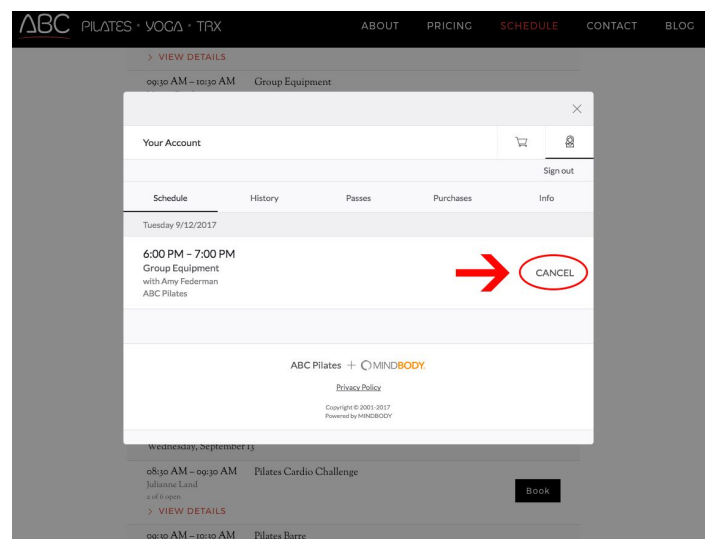 ABC PILATES • YOGA • TRX ABOUT PRICING SCHEDULE CONTACT BLOG
> VIEW DETAILS
09:30 AM – 10:30 AM Group Equipment
Your Account
Sign out
Schedule History Passes Purchases Info
Tuesday 9/12/2017
6:00 PM – 7:00 PM
Group Equipment
with Amy Federman
ABC Pilates
CANCEL
ABC Pilates + MINDBODY.
Privacy Policy
Copyright © 2001-2017
Powered by MINDBODY
Wednesday, September 13
08:30 AM – 09:30 AM Pilates Cardio Challenge
Julianne Land
2 of 6 open
Book
> VIEW DETAILS
09:30 AM – 10:30 AM Pilates Barre